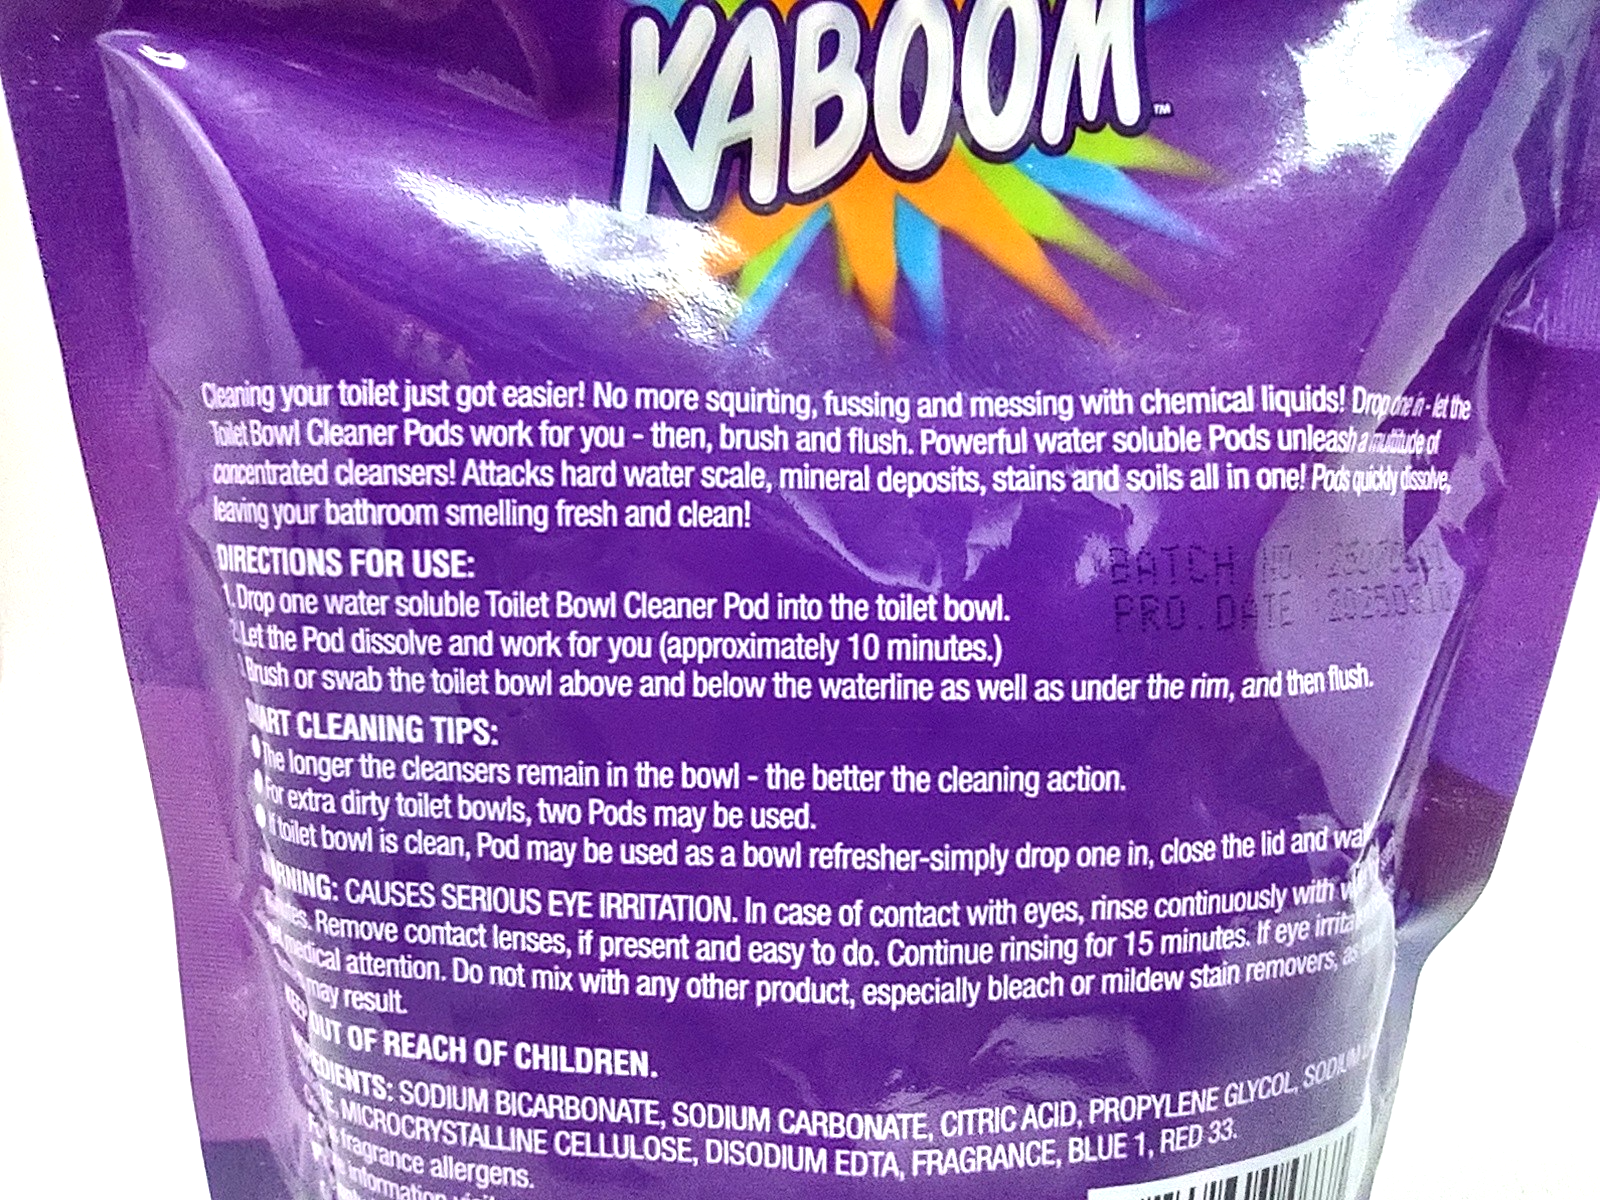 KABOOM™
Cleaning your toilet just got easier! No more squirting, fussing and messing with chemical liquids! Drop one in - let the
Toilet Bowl Cleaner Pods work for you - then, brush and flush. Powerful water soluble Pods unleash a multitude of
concentrated cleansers! Attacks hard water scale, mineral deposits, stains and soils all in one! Pods quickly dissolve,
leaving your bathroom smelling fresh and clean!
DIRECTIONS FOR USE:
BATCH NO.
1. Drop one water soluble Toilet Bowl Cleaner Pod into the toilet bowl.
PRO.DATE
2. Let the Pod dissolve and work for you (approximately 10 minutes.)
Brush or swab the toilet bowl above and below the waterline as well as under the rim, and then flush.
CLEANING TIPS:
● The longer the cleansers remain in the bowl - the better the cleaning action.
● For extra dirty toilet bowls, two Pods may be used.
● If toilet bowl is clean, Pod may be used as a bowl refresher-simply drop one in, close the lid and
CAUSES SERIOUS EYE IRRITATION. In case of contact with eyes, rinse continuously with
Remove contact lenses, if present and easy to do. Continue rinsing for 15 minutes. If eye
medical attention. Do not mix with any other product, especially bleach or mildew stain removers, as
may result.
KEEP OUT OF REACH OF CHILDREN.
SODIUM BICARBONATE, SODIUM CARBONATE, CITRIC ACID, PROPYLENE GLYCOL, SODIUM
MICROCRYSTALLINE CELLULOSE, DISODIUM EDTA, FRAGRANCE, BLUE 1, RED 33.
fragrance allergens.
information